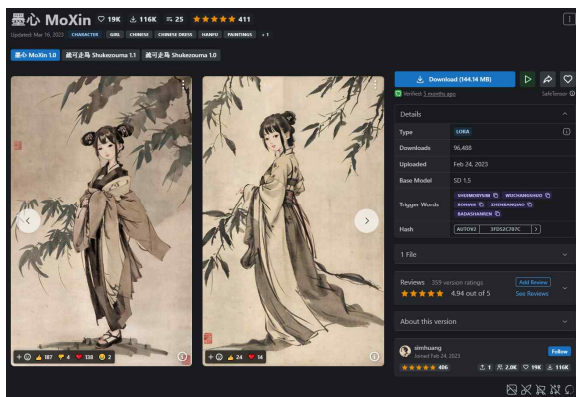 墨心 MoXin 19K 116K 25 411
Updated: Mar 16, 2023 CHARACTER GIRL CHINESE CHINESE DRESS HANFU PAINTINGS + 1
墨心 MoXin 1.0 疏可走马 Shukezouma 1.1 疏可走马 Shukezouma 1.0
Download (144.14 MB)
Verified: 5 months ago SafeTensor
Details
Type LORA
Downloads 96,488
Uploaded Feb 24, 2023
Base Model SD 1.5
Trigger Words SHUIMOBYSIM WUCHANGSHUO
BONIAN ZHENBANQIAO
BADASHANREN
Hash AUTOV2 3FD52C707C
1 File
Reviews 359 version ratings Add Review
4.94 out of 5 See Reviews
About this version
simhuang
Joined Feb 24, 2023
Follow
406 1 2.0K 19K 116K
187 4 138 2
24 14